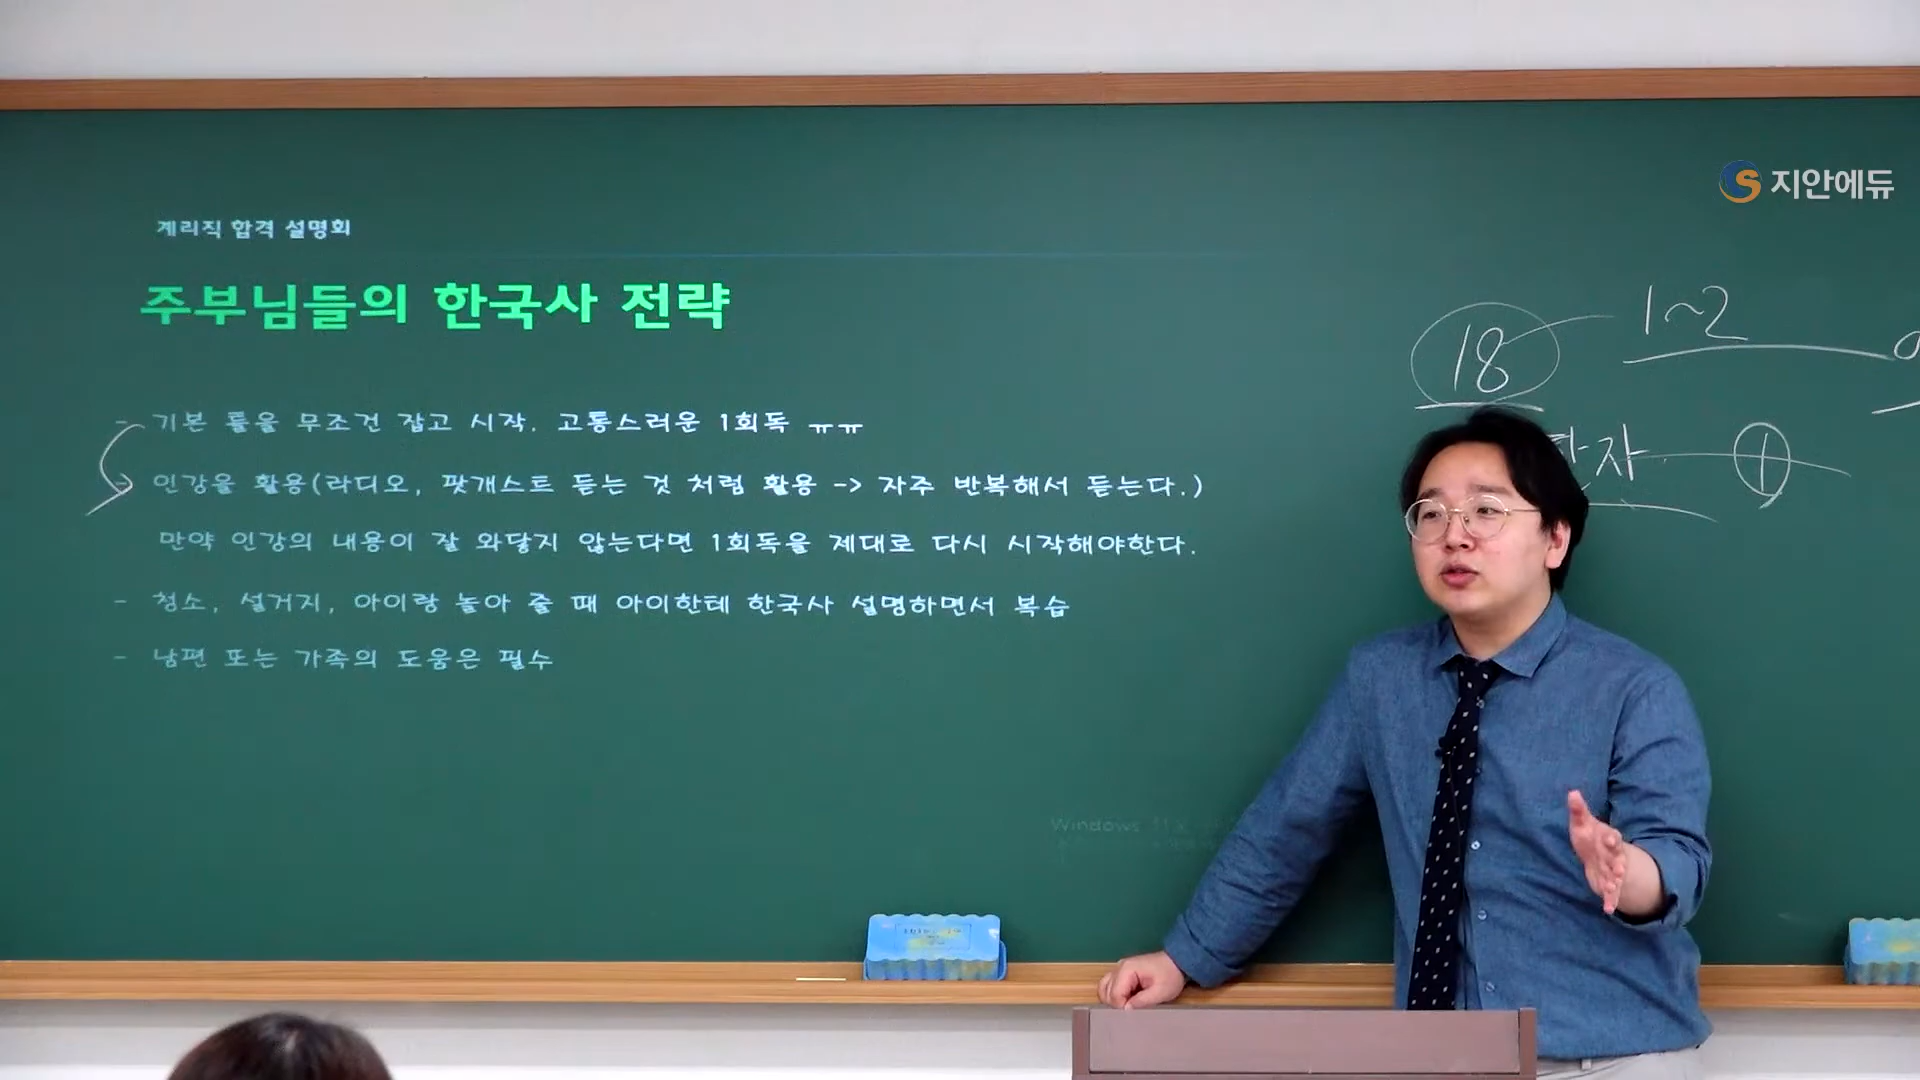 지안에듀
계리직 합격 설명회
주부님들의 한국사 전략
- 기본 틀을 무조건 잡고 시작. 고통스러운 1회독 ㅠㅠ
- 인강을 활용(라디오, 팟캐스트 듣는 것 처럼 활용 -> 자주 반복해서 듣는다.)
만약 인강의 내용이 잘 와닿지 않는다면 1회독을 제대로 다시 시작해야한다.
- 청소, 설거지, 아이랑 놀아 줄 때 아이한테 한국사 설명하면서 복습
- 남편 또는 가족의 도움은 필수
18
1~2
한자
1
Windows